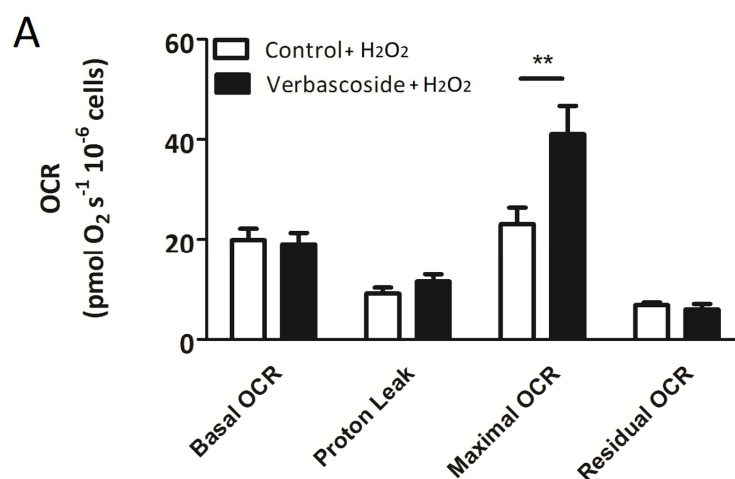 A
60
40
20
0
OCR
(pmol O₂ s⁻¹ 10⁻⁶ cells)
Control + H₂O₂
Verbascoside + H₂O₂
**
Basal OCR
Proton Leak
Maximal OCR
Residual OCR